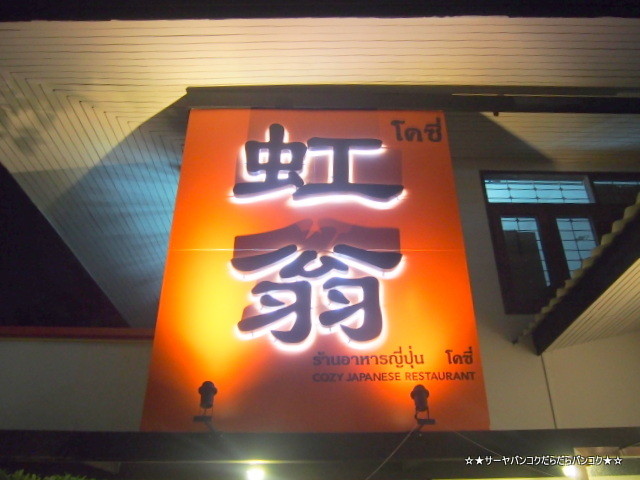 虹
โคซี่
翁
ร้านอาหารญี่ปุ่น โคซี่
COZY JAPANESE RESTAURANT
☆★サーヤバンコクだらだらバンコク★☆